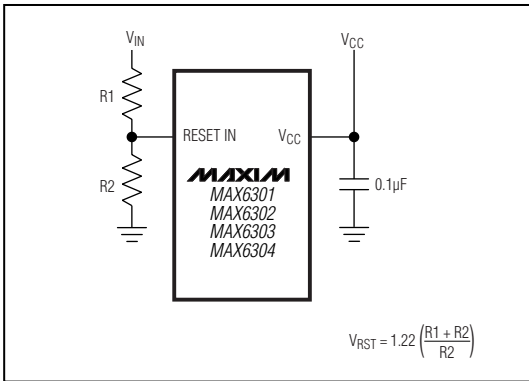 VIN
VCC
R1
RESET IN
VCC
R2
MAXIM
MAX6301
MAX6302
MAX6303
MAX6304
0.1µF
VRST = 1.22 (R1 + R2 / R2)